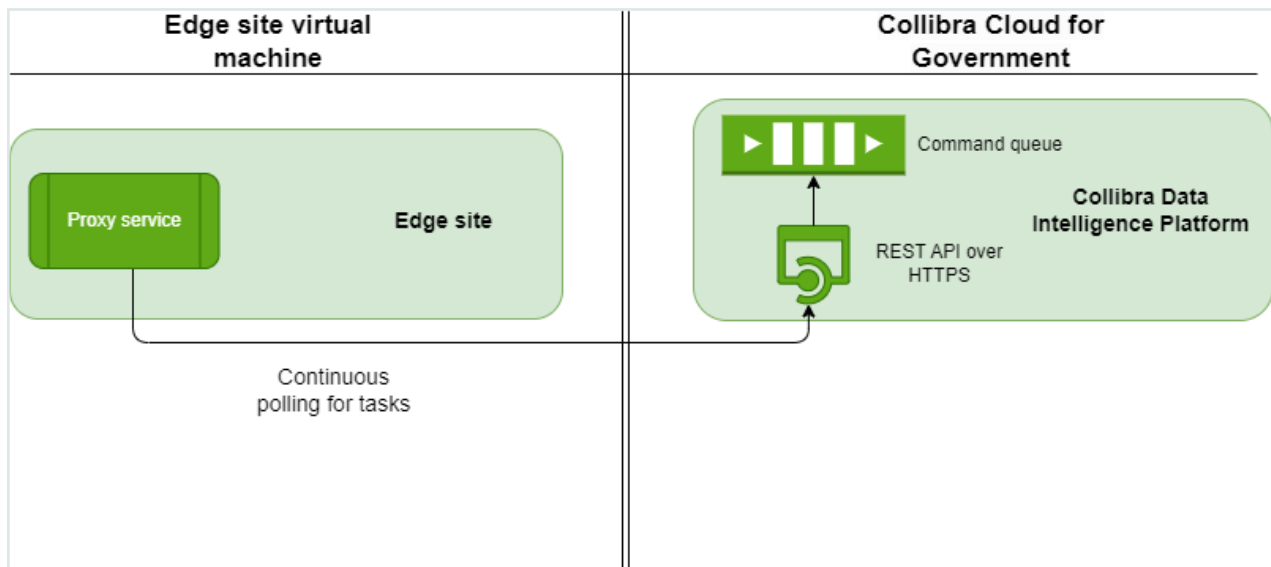 Edge site virtual
machine
Collibra Cloud for
Government
Command queue
Proxy service
Edge site
Collibra Data
Intelligence Platform
REST API over
HTTPS
Continuous
polling for tasks